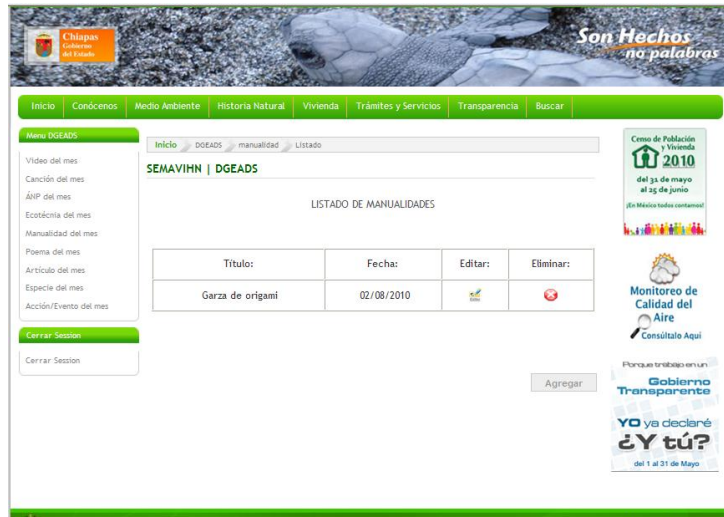 Chiapas
Gobierno
del Estado
Son Hechos
no palabras
Inicio Conócenos Medio Ambiente Historia Natural Vivienda Trámites y Servicios Transparencia Buscar
Menu DGEADS
Video del mes
Canción del mes
ÁNP del mes
Ecotécnia del mes
Manualidad del mes
Poema del mes
Artículo del mes
Especie del mes
Acción/Evento del mes
Cerrar Session
Cerrar Session
Inicio DGEADS manualidad Listado
SEMAVIHN | DGEADS
LISTADO DE MANUALIDADES
Título: Fecha: Editar: Eliminar:
Garza de origami 02/08/2010
Agregar
Censo de Población
y Vivienda
2010
del 31 de mayo
al 25 de junio
¡En México todos contamos!
Monitoreo de
Calidad del
Aire
Consúltalo Aquí
Porque trabajo en un
Gobierno
Transparente
YO ya declaré
¿Y tú?
del 1 al 31 de Mayo